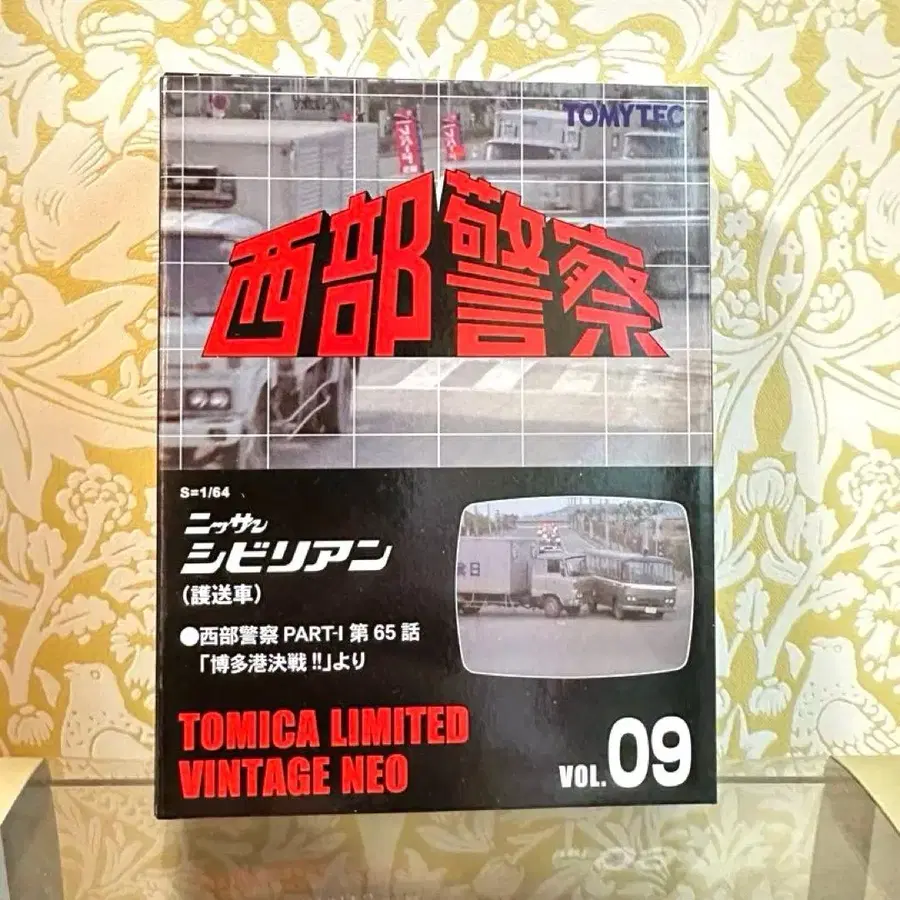 TOMYTEC
西部警察
S=1/64
ニッサン
シビリアン
(護送車)
●西部警察 PART-I 第65話
「博多港決戦!!」より
TOMICA LIMITED
VINTAGE NEO
VOL.09